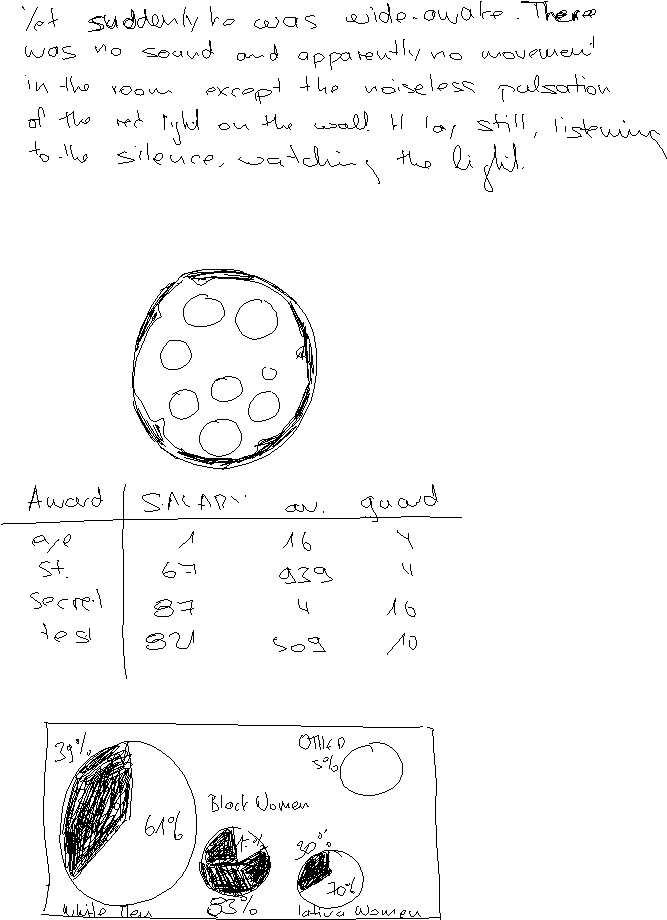 Yet suddenly he was wide-awake. There
was no sound and apparently no movement
in the room except the noiseless pulsation
of the red light on the wall. H lay still, listening
to the silence, watching the light.
Award SALARY av. guard
eye 1 16 4
St. 67 939 4
Secret 87 4 16
test 821 509 10
39%
61%
OTHER
5%
Black Women
83%
30%
70%
White Men
latina Women